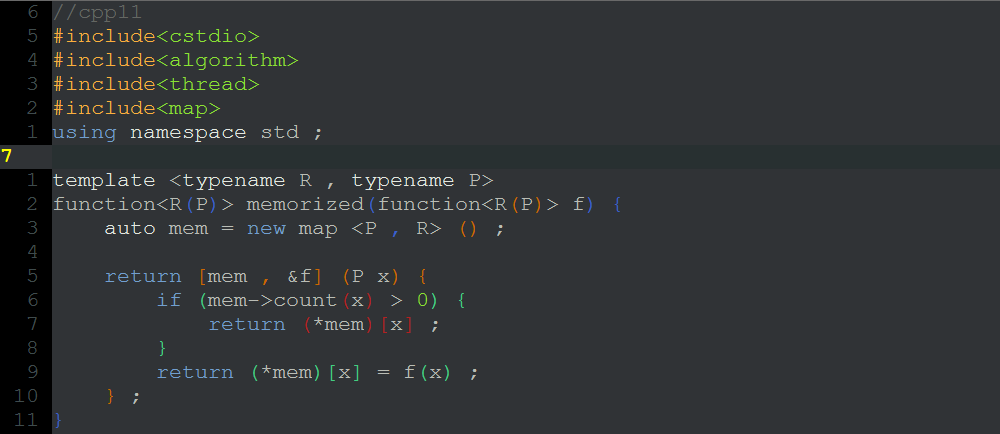 6 //cpp11
5 #include<cstdio>
4 #include<algorithm>
3 #include<thread>
2 #include<map>
1 using namespace std ;
7
1 template <typename R , typename P>
2 function<R(P)> memorized(function<R(P)> f) {
3     auto mem = new map <P , R> () ;
4
5     return [mem , &f] (P x) {
6         if (mem->count(x) > 0) {
7             return (*mem)[x] ;
8         }
9         return (*mem)[x] = f(x) ;
10     } ;
11 }